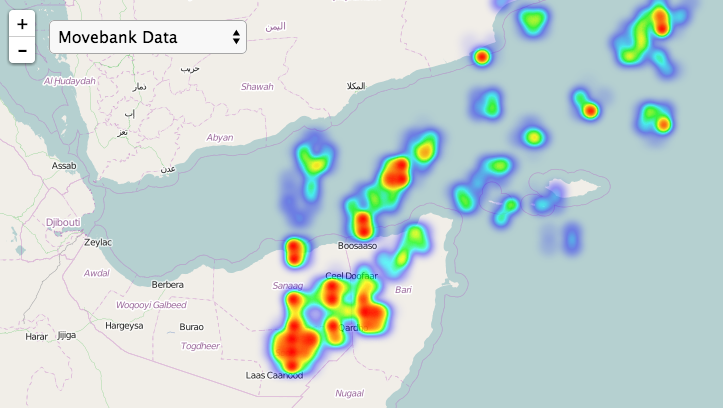 +
-
Movebank Data
اليمن
حريب
Al Hudaydah
ذمار
Shawah
المكلا
إب
تعز
Abyan
Assab
عدن
Djibouti
Zeylac
Boosaaso
Awdal
Ceel Doofaar
Berbera
Sanaag
Bari
Woqooyi Galbeed
Hargeysa
Burao
Harar
Jijiga
Togdheer
Laas Caanood
Nugaal